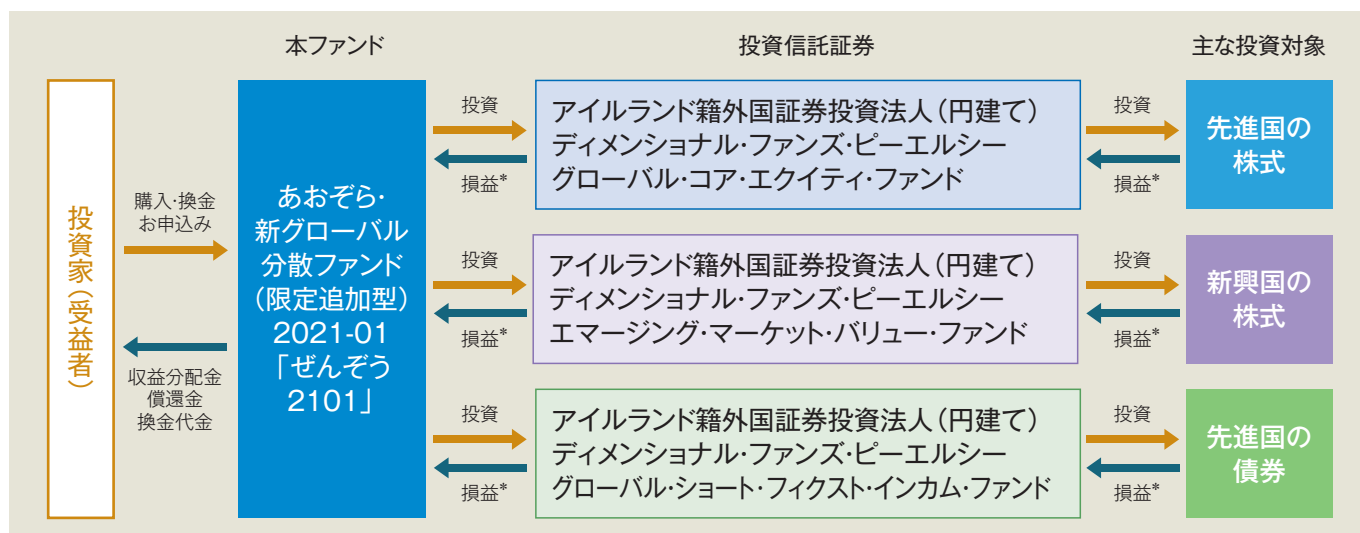 本ファンド
投資信託証券
主な投資対象
投資家(受益者)
購入・換金
お申込み
収益分配金
償還金
換金代金
あおぞら・
新グローバル
分散ファンド
(限定追加型)
2021-01
「ぜんぞう
2101」
投資
損益*
アイルランド籍外国証券投資法人(円建て)
ディメンショナル・ファンズ・ピーエルシー
グローバル・コア・エクイティ・ファンド
投資
損益*
先進国の
株式
投資
損益*
アイルランド籍外国証券投資法人(円建て)
ディメンショナル・ファンズ・ピーエルシー
エマージング・マーケット・バリュー・ファンド
投資
損益*
新興国の
株式
投資
損益*
アイルランド籍外国証券投資法人(円建て)
ディメンショナル・ファンズ・ピーエルシー
グローバル・ショート・フィクスト・インカム・ファンド
投資
損益*
先進国の
債券